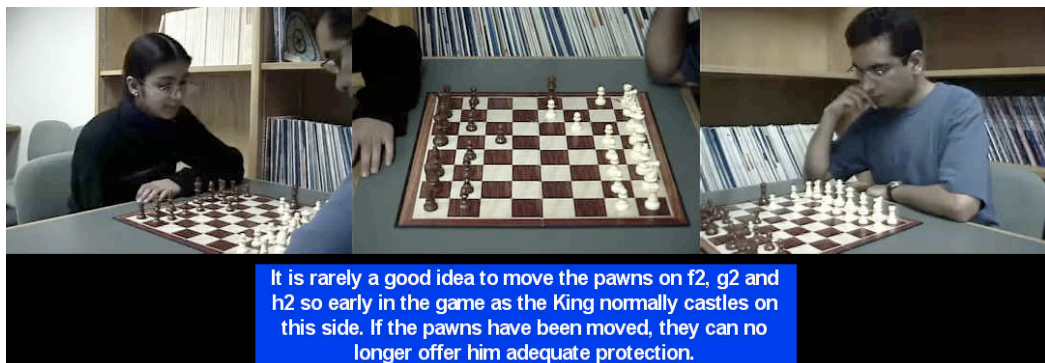 It is rarely a good idea to move the pawns on f2, g2 and
h2 so early in the game as the King normally castles on
this side. If the pawns have been moved, they can no
longer offer him adequate protection.